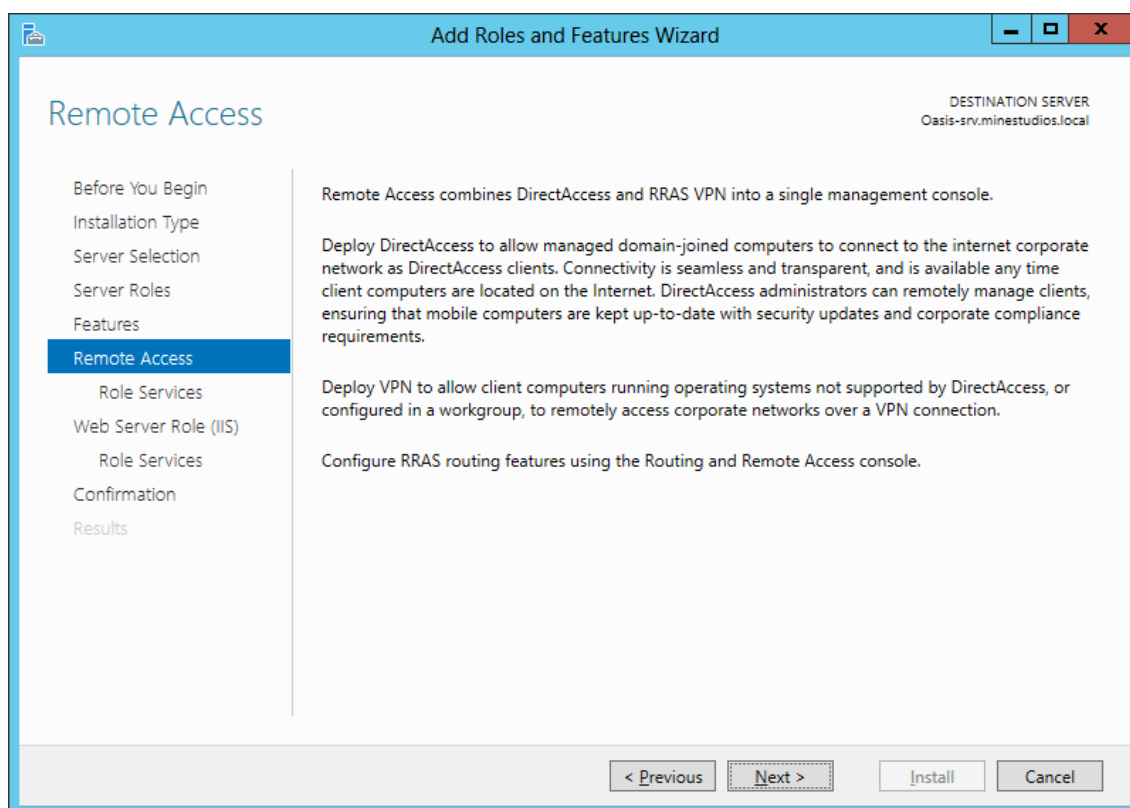 Add Roles and Features Wizard
Remote Access
DESTINATION SERVER
Oasis-srv.minestudios.local
Before You Begin
Installation Type
Server Selection
Server Roles
Features
Remote Access
Role Services
Web Server Role (IIS)
Role Services
Confirmation
Results
Remote Access combines DirectAccess and RRAS VPN into a single management console.
Deploy DirectAccess to allow managed domain-joined computers to connect to the internet corporate
network as DirectAccess clients. Connectivity is seamless and transparent, and is available any time
client computers are located on the Internet. DirectAccess administrators can remotely manage clients,
ensuring that mobile computers are kept up-to-date with security updates and corporate compliance
requirements.
Deploy VPN to allow client computers running operating systems not supported by DirectAccess, or
configured in a workgroup, to remotely access corporate networks over a VPN connection.
Configure RRAS routing features using the Routing and Remote Access console.
< Previous
Next >
Install
Cancel